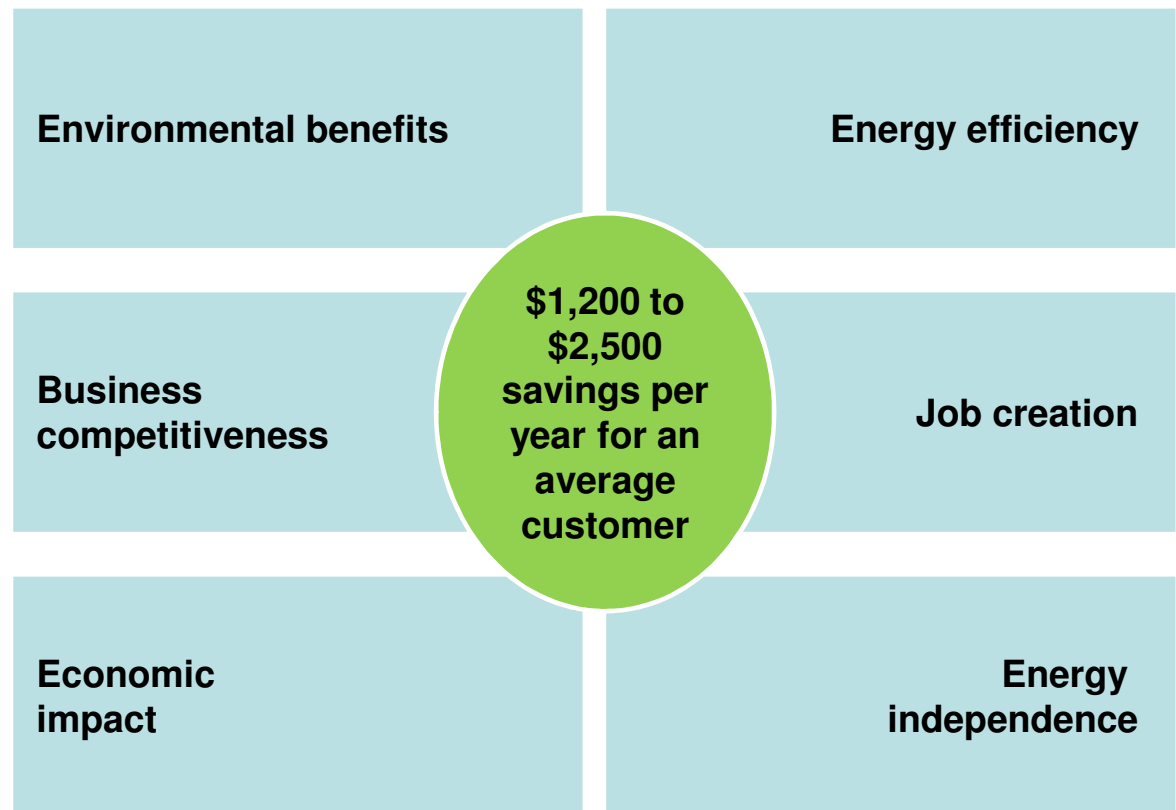 Environmental benefits
Energy efficiency
$1,200 to
$2,500
savings per
year for an
average
customer
Business
competitiveness
Job creation
Economic
impact
Energy
independence